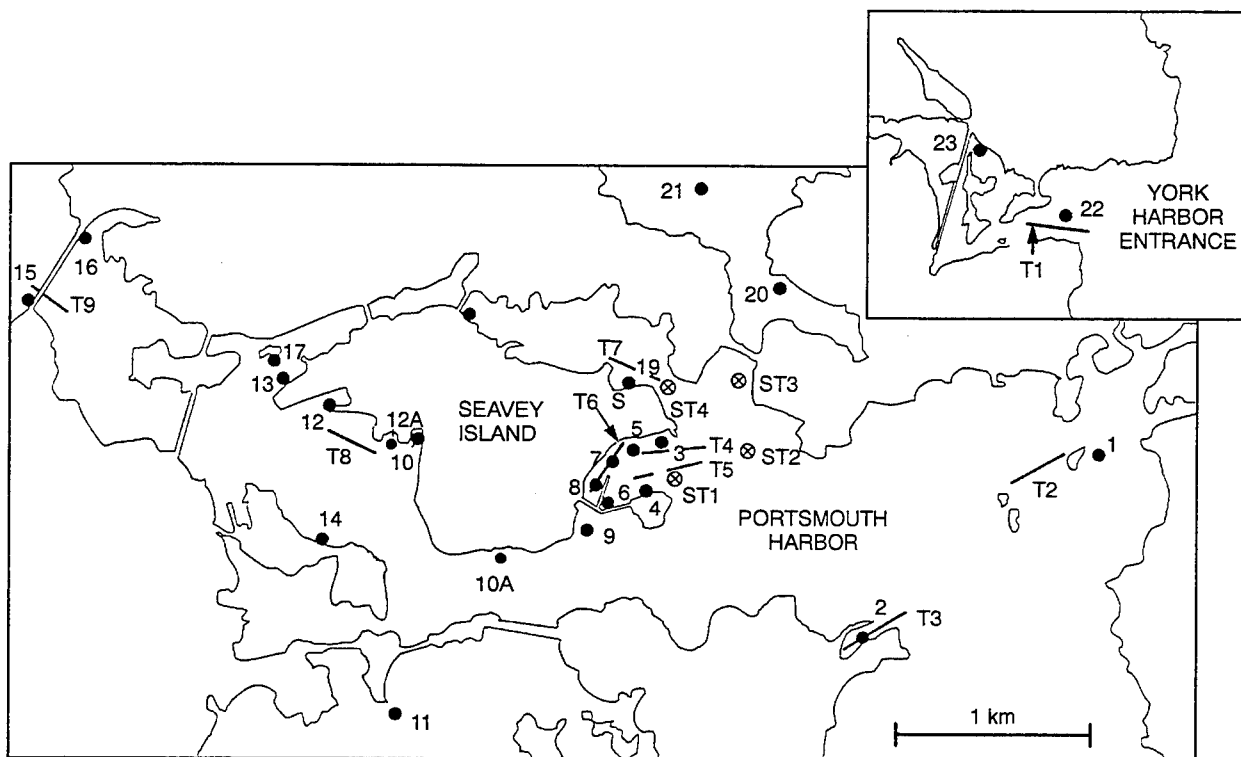 23
22
YORK
HARBOR
ENTRANCE
T1
21
15
16
T9
20
17
13
T7
19
S
ST4
ST3
12
12A
10
T8
SEAVEY
ISLAND
T6
5
3
T4
7
T5
ST2
8
6
4
ST1
1
T2
9
PORTSMOUTH
HARBOR
14
10A
2
T3
11
1 km